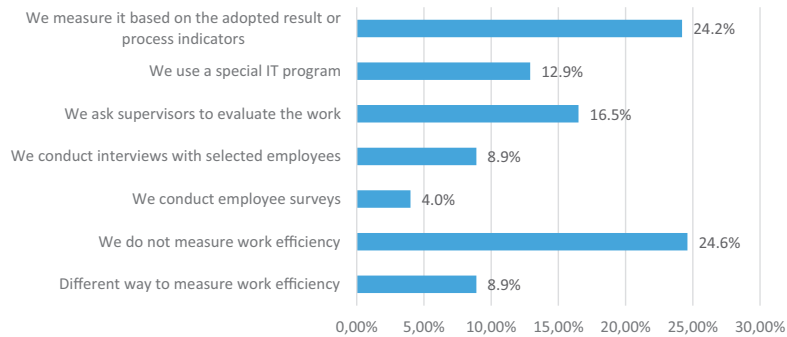 We measure it based on the adopted result or
process indicators
24.2%
We use a special IT program
12.9%
We ask supervisors to evaluate the work
16.5%
We conduct interviews with selected employees
8.9%
We conduct employee surveys
4.0%
We do not measure work efficiency
24.6%
Different way to measure work efficiency
8.9%
0,00% 5,00% 10,00% 15,00% 20,00% 25,00% 30,00%